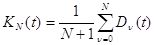 K_N(t) = \frac{1}{N+1} \sum_{v=0}^{N} D_v(t)